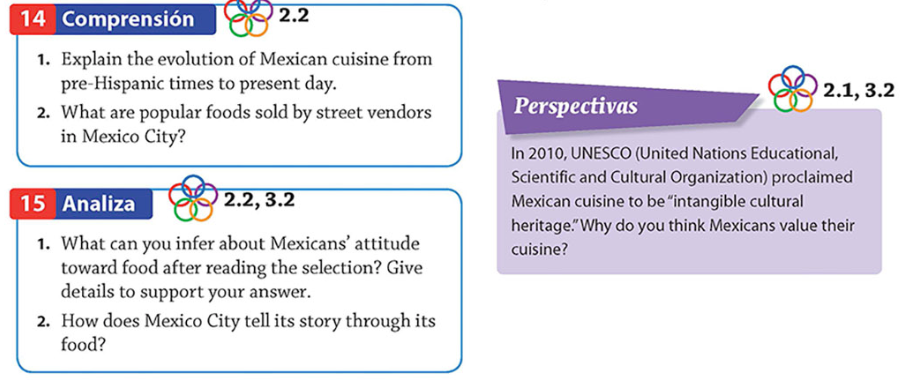 14 Comprensión 2.2
1. Explain the evolution of Mexican cuisine from
pre-Hispanic times to present day.
2. What are popular foods sold by street vendors
in Mexico City?
15 Analiza 2.2, 3.2
1. What can you infer about Mexicans’ attitude
toward food after reading the selection? Give
details to support your answer.
2. How does Mexico City tell its story through its
food?
Perspectivas 2.1, 3.2
In 2010, UNESCO (United Nations Educational,
Scientific and Cultural Organization) proclaimed
Mexican cuisine to be “intangible cultural
heritage.” Why do you think Mexicans value their
cuisine?